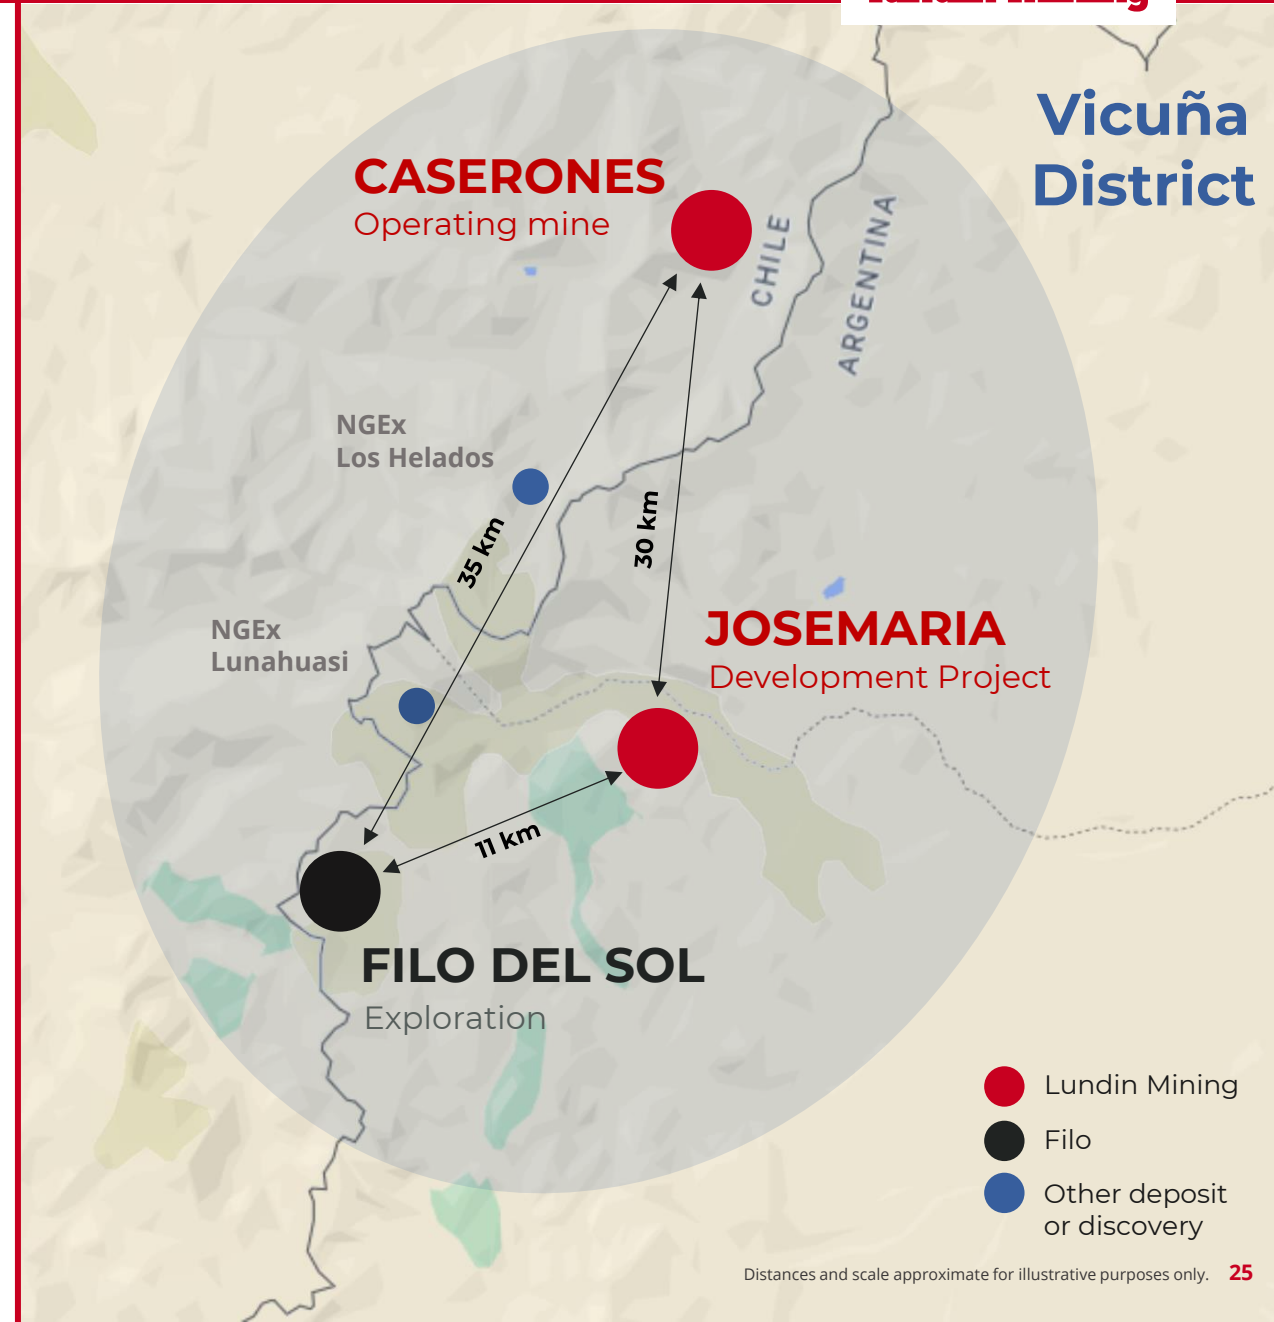 Vicuña
District
CASERONES
Operating mine
CHILE
ARGENTINA
NGEx
Los Helados
35 km
30 km
NGEx
Lunahuasi
JOSEMARIA
Development Project
11 km
FILO DEL SOL
Exploration
Lundin Mining
Filo
Other deposit
or discovery
Distances and scale approximate for illustrative purposes only. 25